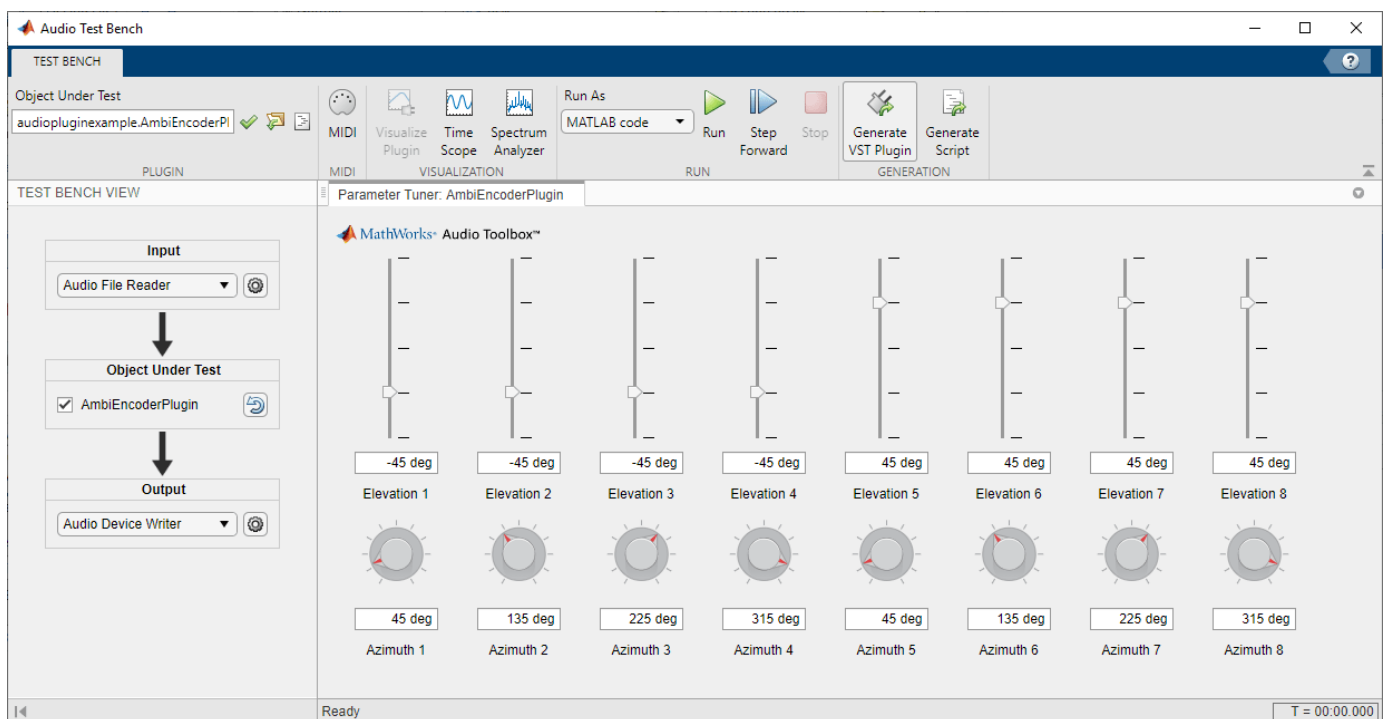 Audio Test Bench
TEST BENCH
?
Object Under Test
audiopluginexample.AmbiEncoderPl
PLUGIN
MIDI
MIDI
Visualize
Plugin
Time
Scope
Spectrum
Analyzer
VISUALIZATION
Run As
MATLAB code
Run
Step
Forward
Stop
RUN
Generate
VST Plugin
Generate
Script
GENERATION
TEST BENCH VIEW
Input
Audio File Reader
Object Under Test
AmbiEncoderPlugin
Output
Audio Device Writer
Parameter Tuner: AmbiEncoderPlugin
MathWorks® Audio Toolbox™
-45 deg -45 deg -45 deg -45 deg 45 deg 45 deg 45 deg 45 deg
Elevation 1 Elevation 2 Elevation 3 Elevation 4 Elevation 5 Elevation 6 Elevation 7 Elevation 8
45 deg 135 deg 225 deg 315 deg 45 deg 135 deg 225 deg 315 deg
Azimuth 1 Azimuth 2 Azimuth 3 Azimuth 4 Azimuth 5 Azimuth 6 Azimuth 7 Azimuth 8
Ready
T = 00:00.000